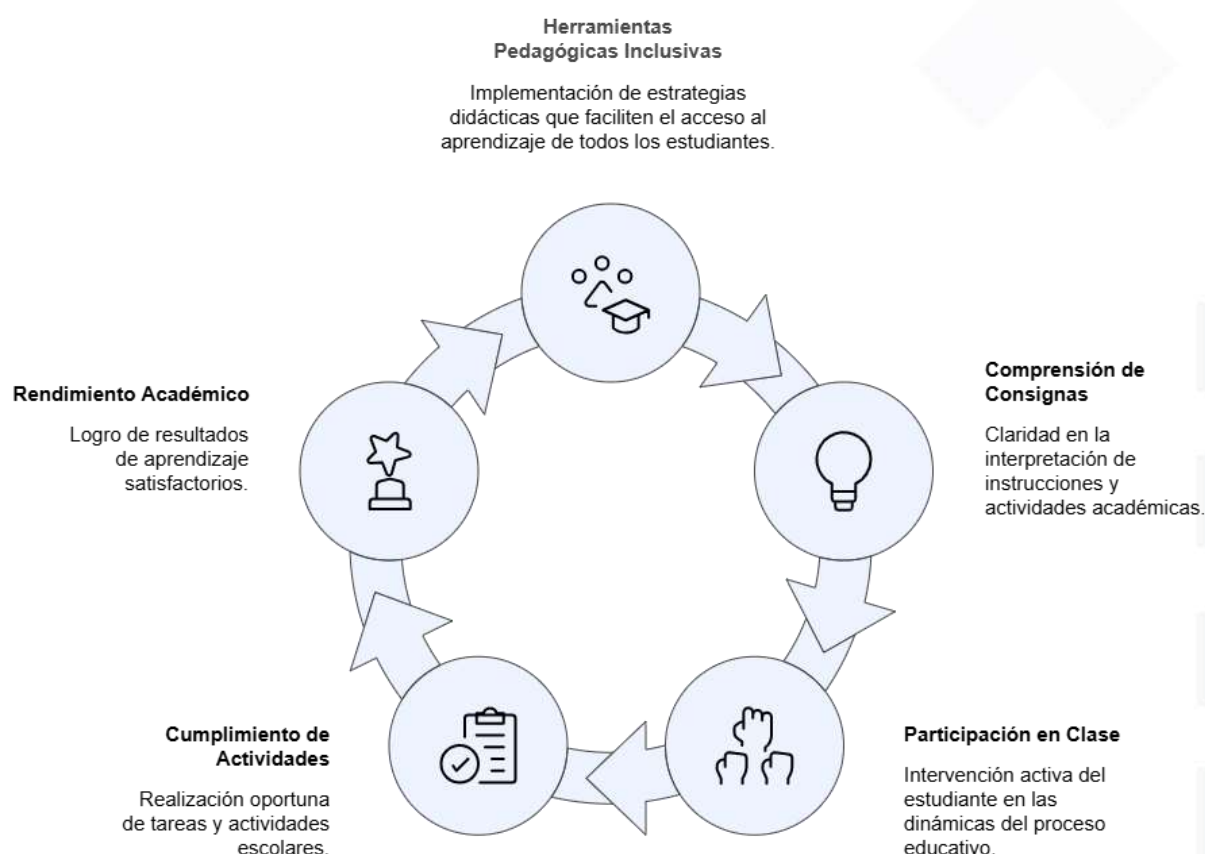 Herramientas
Pedagógicas Inclusivas
Implementación de estrategias
didácticas que faciliten el acceso al
aprendizaje de todos los estudiantes.
Comprensión de
Consignas
Claridad en la
interpretación de
instrucciones y
actividades académicas.
Participación en Clase
Intervención activa del
estudiante en las
dinámicas del proceso
educativo.
Cumplimiento de
Actividades
Realización oportuna
de tareas y actividades
escolares.
Rendimiento Académico
Logro de resultados
de aprendizaje
satisfactorios.